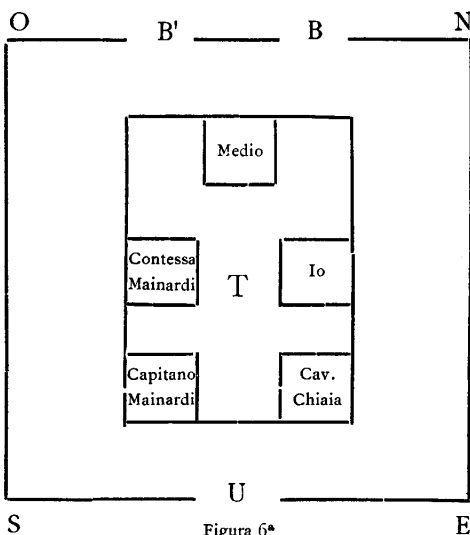 O B' B N
Medio
Contessa
Mainardi
T
Io
Capitano
Mainardi
Cav.
Chiaia
U
S E
Figura 6ª